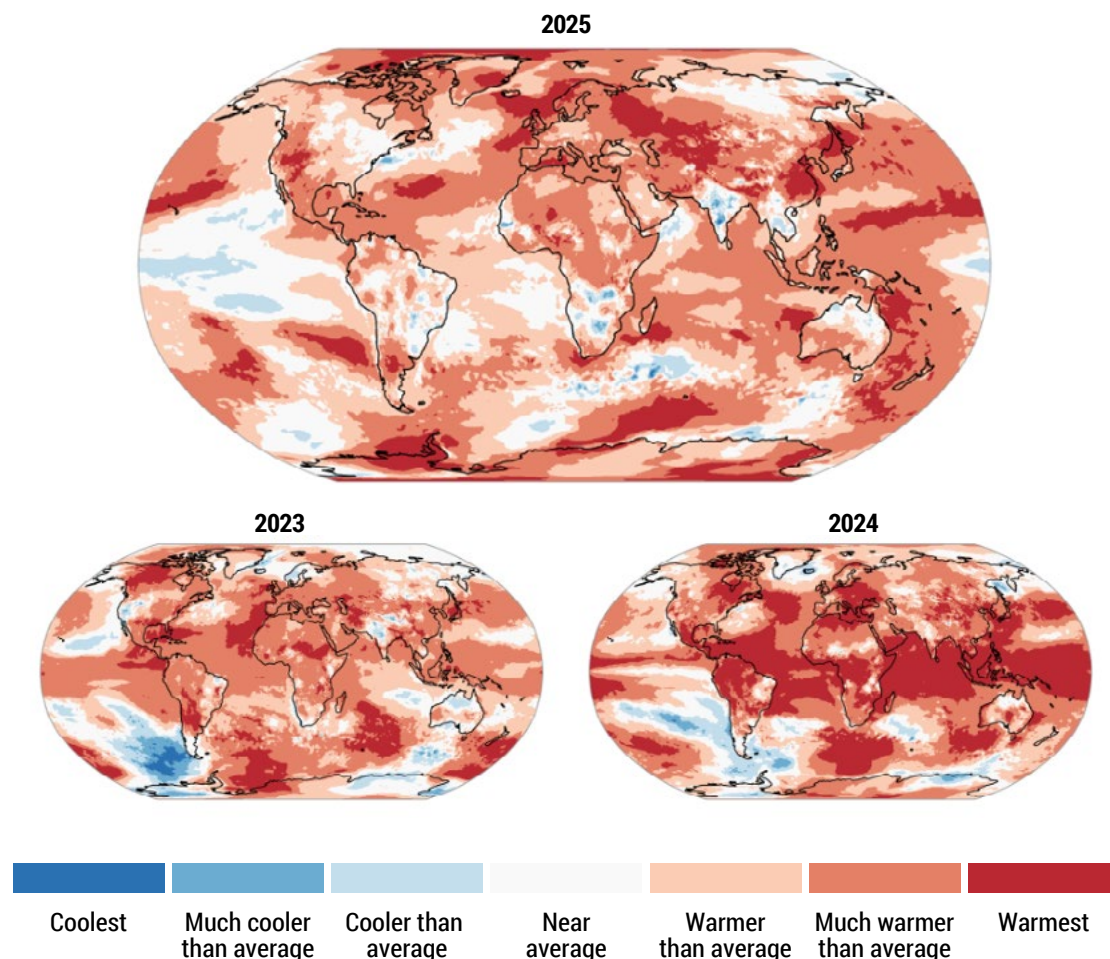 2025
2023
2024
Coolest
Much cooler
than average
Cooler than
average
Near
average
Warmer
than average
Much warmer
than average
Warmest